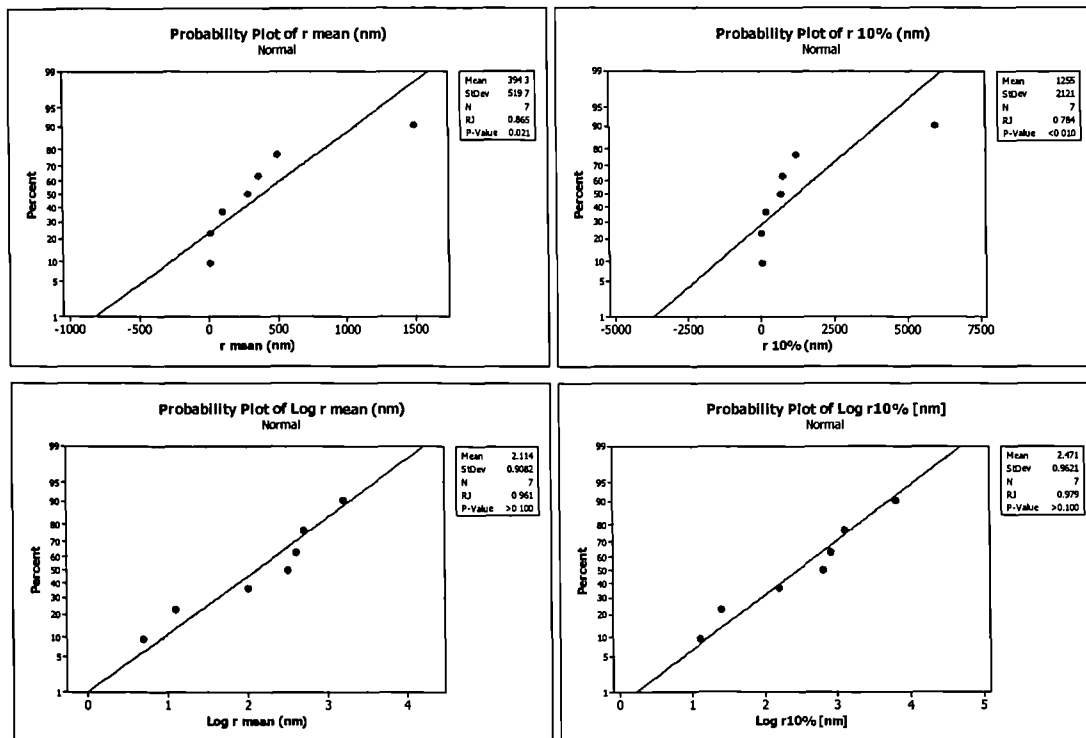 Probability Plot of r mean (nm)
Normal
Mean 394.3
StDev 519.7
N 7
RJ 0.865
P-Value 0.021
Percent
99
95
90
80
70
60
50
40
30
20
10
5
1
-1000 -500 0 500 1000 1500
r mean (nm)
Probability Plot of r 10% (nm)
Normal
Mean 1255
StDev 2121
N 7
RJ 0.784
P-Value <0.010
Percent
99
95
90
80
70
60
50
40
30
20
10
5
1
-5000 -2500 0 2500 5000 7500
r 10% (nm)
Probability Plot of Log r mean (nm)
Normal
Mean 2.114
StDev 0.9082
N 7
RJ 0.961
P-Value >0.100
Percent
99
95
90
80
70
60
50
40
30
20
10
5
1
0 1 2 3 4
Log r mean (nm)
Probability Plot of Log r10% [nm]
Normal
Mean 2.471
StDev 0.9621
N 7
RJ 0.979
P-Value >0.100
Percent
99
95
90
80
70
60
50
40
30
20
10
5
1
0 1 2 3 4 5
Log r10% [nm]